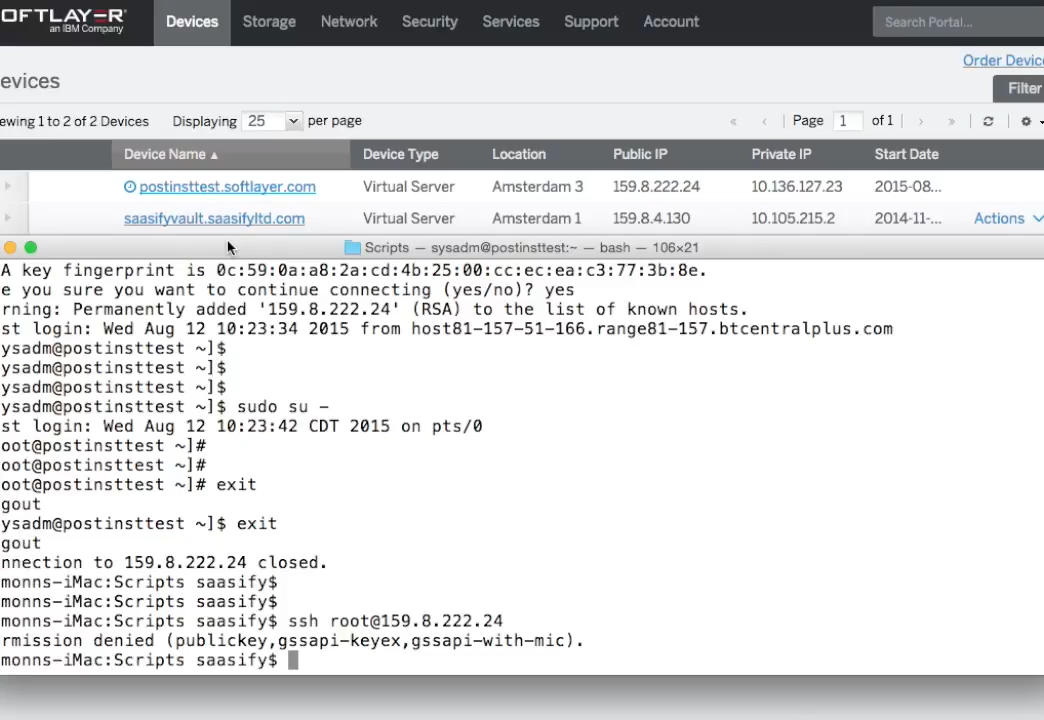 OFTLAYER
an IBM Company
Devices Storage Network Security Services Support Account
Search Portal...
Order Device
evices
Filter
ewing 1 to 2 of 2 Devices Displaying 25 per page « ‹ Page 1 of 1 › »
Device Name ▲ Device Type Location Public IP Private IP Start Date
postinsttest.softlayer.com Virtual Server Amsterdam 3 159.8.222.24 10.136.127.23 2015-08...
saasifyvault.saasifyltd.com Virtual Server Amsterdam 1 159.8.4.130 10.105.215.2 2014-11-... Actions
Scripts — sysadm@postinsttest:~ — bash — 106×21
A key fingerprint is 0c:59:0a:a8:2a:cd:4b:25:00:cc:ec:ea:c3:77:3b:8e.
e you sure you want to continue connecting (yes/no)? yes
rning: Permanently added '159.8.222.24' (RSA) to the list of known hosts.
st login: Wed Aug 12 10:23:34 2015 from host81-157-51-166.range81-157.btcentralplus.com
ysadm@postinsttest ~]$
ysadm@postinsttest ~]$
ysadm@postinsttest ~]$
ysadm@postinsttest ~]$ sudo su -
st login: Wed Aug 12 10:23:42 CDT 2015 on pts/0
oot@postinsttest ~]#
oot@postinsttest ~]#
oot@postinsttest ~]# exit
gout
ysadm@postinsttest ~]$ exit
gout
nnection to 159.8.222.24 closed.
monns-iMac:Scripts saasify$
monns-iMac:Scripts saasify$
monns-iMac:Scripts saasify$ ssh root@159.8.222.24
rmission denied (publickey,gssapi-keyex,gssapi-with-mic).
monns-iMac:Scripts saasify$